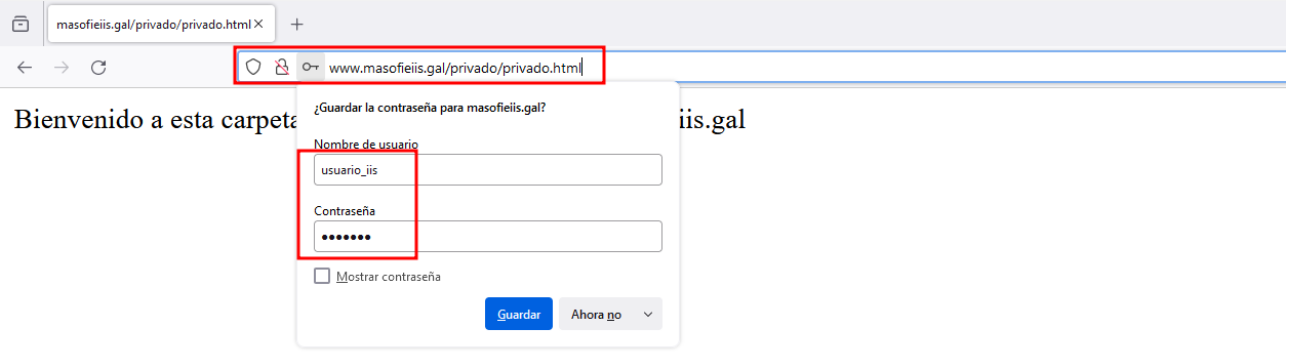 masofieiis.gal/privado/privado.html
www.masofieiis.gal/privado/privado.html
Bienvenido a esta carpeta iis.gal
¿Guardar la contraseña para masofieiis.gal?
Nombre de usuario
usuario_iis
Contraseña
•••••••
Mostrar contraseña
Guardar Ahora no